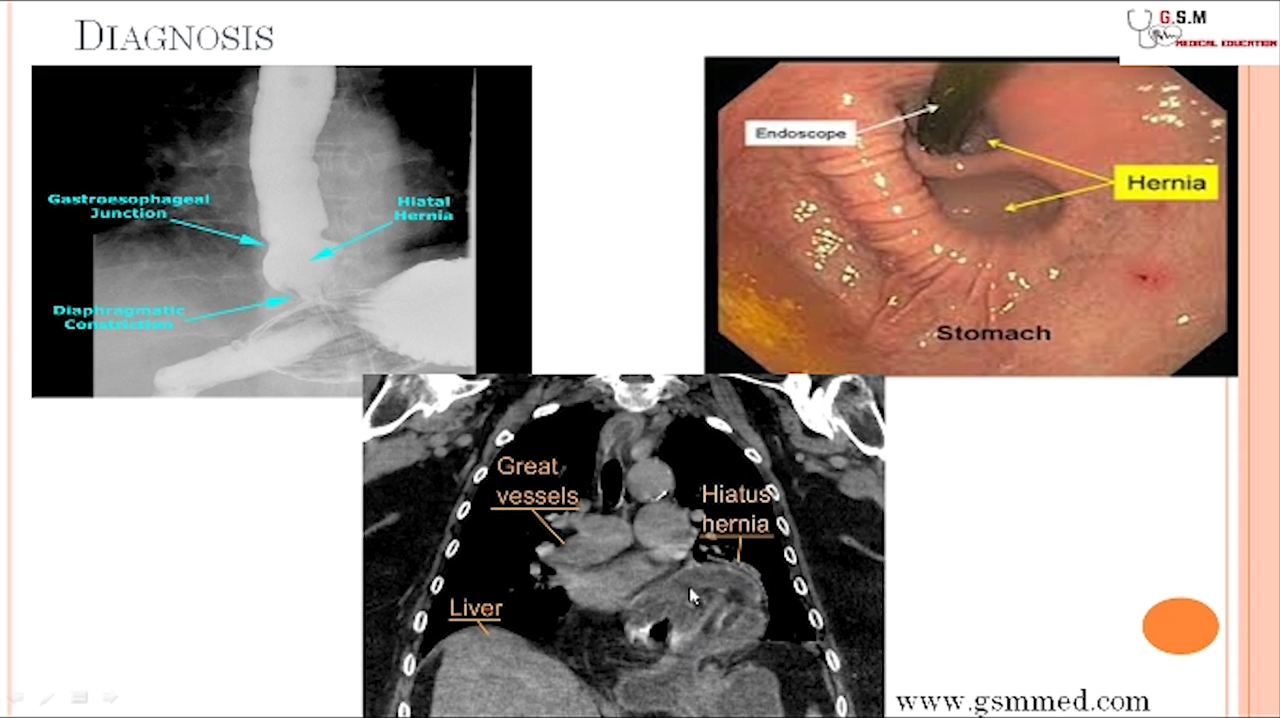 DIAGNOSIS
G.S.M
MEDICAL EDUCATION
Gastroesophageal
Junction
Hiatal
Hernia
Diaphragmatic
Constriction
Endoscope
Hernia
Stomach
Great
vessels
Hiatus
hernia
Liver
www.gsmmed.com